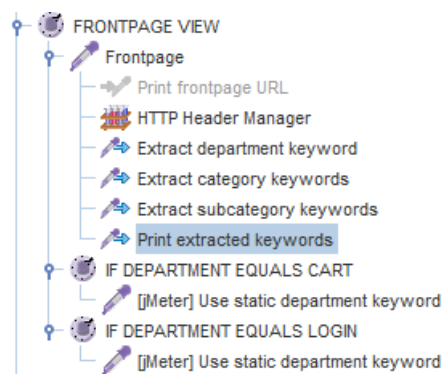 FRONTPAGE VIEW
Frontpage
Print frontpage URL
HTTP Header Manager
Extract department keyword
Extract category keywords
Extract subcategory keywords
Print extracted keywords
IF DEPARTMENT EQUALS CART
[jMeter] Use static department keyword
IF DEPARTMENT EQUALS LOGIN
[jMeter] Use static department keyword